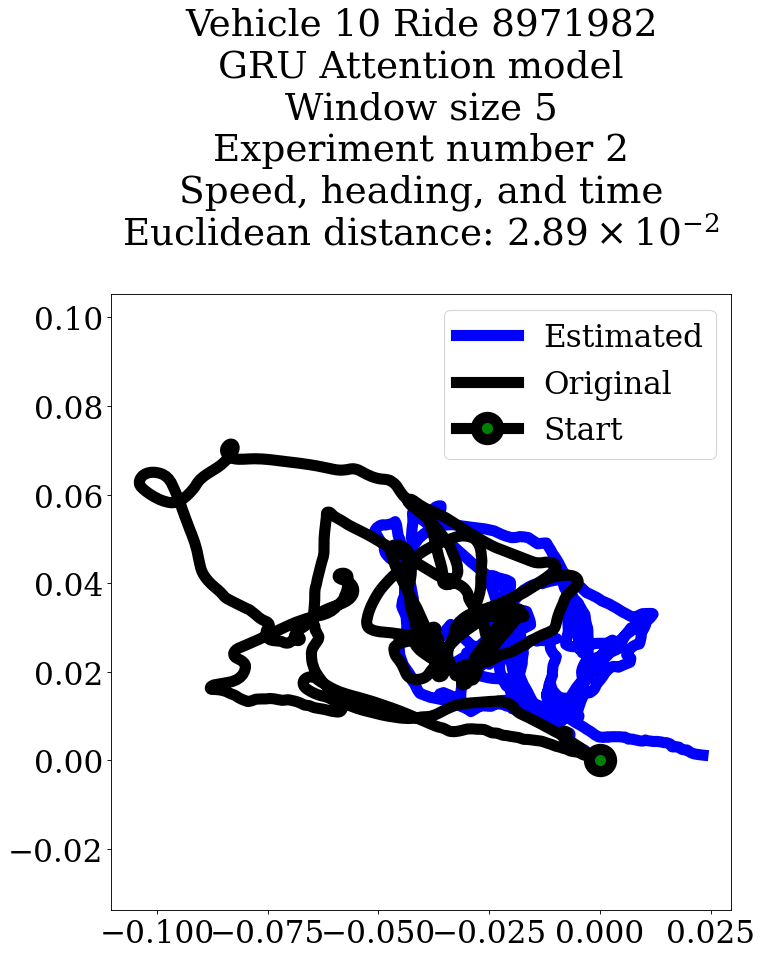 Vehicle 10 Ride 8971982
GRU Attention model
Window size 5
Experiment number 2
Speed, heading, and time
Euclidean distance: 2.89 × 10⁻²
Estimated
Original
Start
0.10
0.08
0.06
0.04
0.02
0.00
−0.02
−0.100 −0.075 −0.050 −0.025 0.000 0.025